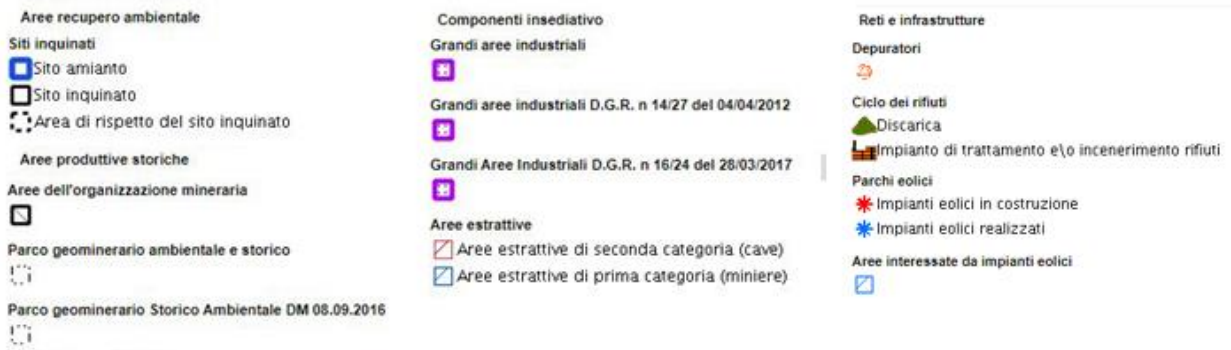 Aree recupero ambientale
Siti inquinati
Sito amianto
Sito inquinato
Area di rispetto del sito inquinato
Aree produttive storiche
Aree dell'organizzazione mineraria
Parco geominerario ambientale e storico
Parco geominerario Storico Ambientale DM 08.09.2016
Componenti insediativo
Grandi aree industriali
Grandi aree industriali D.G.R. n 14/27 del 04/04/2012
Grandi Aree Industriali D.G.R. n 16/24 del 28/03/2017
Aree estrattive
Aree estrattive di seconda categoria (cave)
Aree estrattive di prima categoria (miniere)
Reti e infrastrutture
Depuratori
Ciclo dei rifiuti
Discarica
Impianto di trattamento e\o incenerimento rifiuti
Parchi eolici
Impianti eolici in costruzione
Impianti eolici realizzati
Aree interessate da impianti eolici